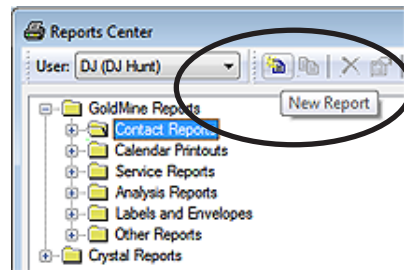 Reports Center
User: DJ (DJ Hunt)
New Report
GoldMine Reports
Contact Reports
Calendar Printouts
Service Reports
Analysis Reports
Labels and Envelopes
Other Reports
Crystal Reports